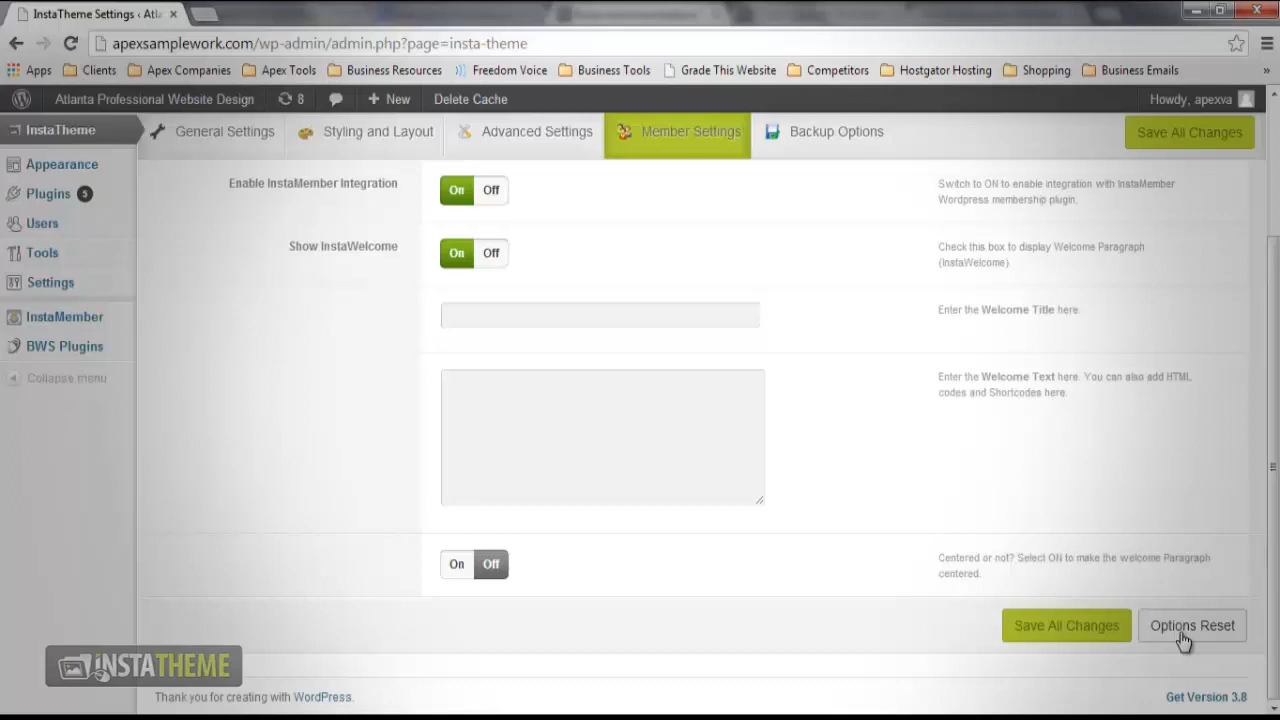 InstaTheme Settings ‹ Atla
apexsamplework.com/wp-admin/admin.php?page=insta-theme
Apps Clients Apex Companies Apex Tools Business Resources Freedom Voice Business Tools Grade This Website Competitors Hostgator Hosting Shopping Business Emails »
Atlanta Professional Website Design 8 + New Delete Cache Howdy, apexva
InstaTheme General Settings Styling and Layout Advanced Settings Member Settings Backup Options Save All Changes
Appearance
Plugins 5
Users
Tools
Settings
InstaMember
BWS Plugins
Collapse menu
Enable InstaMember Integration On Off Switch to ON to enable integration with InstaMember
Wordpress membership plugin.
Show InstaWelcome On Off Check this box to display Welcome Paragraph
(InstaWelcome)
Enter the Welcome Title here.
Enter the Welcome Text here. You can also add HTML
codes and Shortcodes here.
On Off Centered or not? Select ON to make the welcome Paragraph
centered.
Save All Changes Options Reset
INSTATHEME
Thank you for creating with WordPress. Get Version 3.8